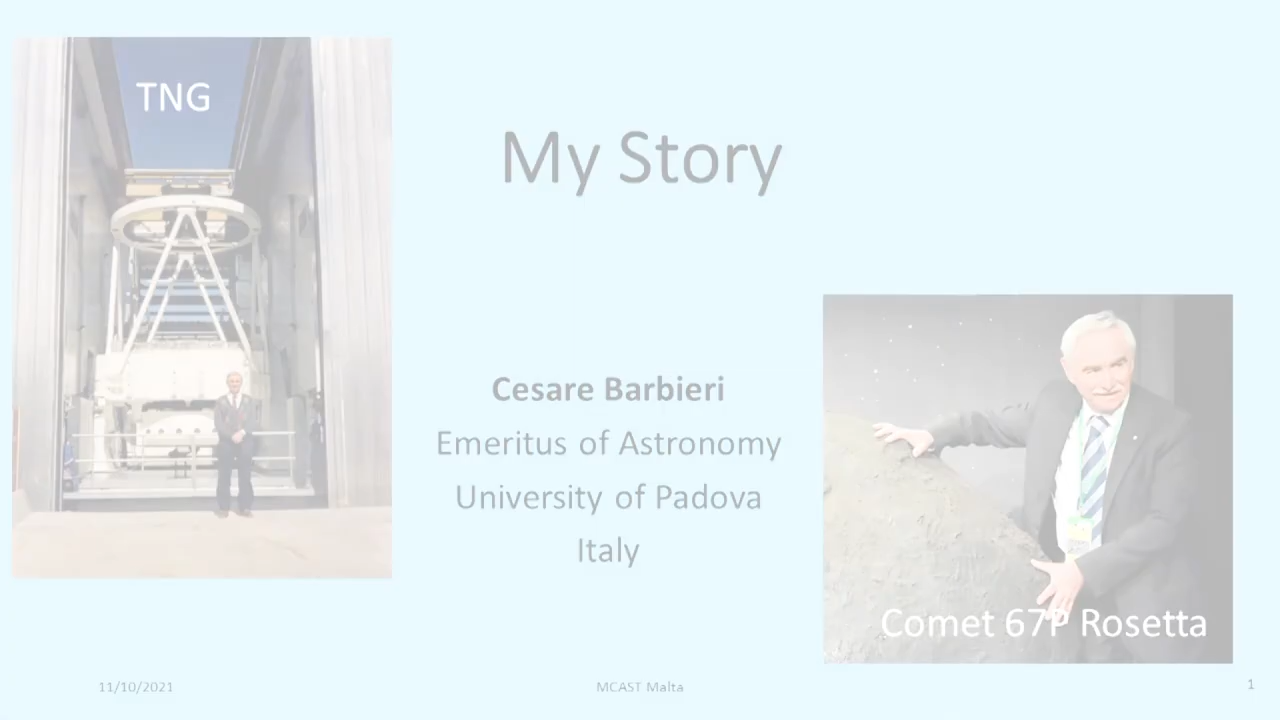 TNG
My Story
Cesare Barbieri
Emeritus of Astronomy
University of Padova
Italy
Comet 67P Rosetta
11/10/2021
MCAST Malta
1